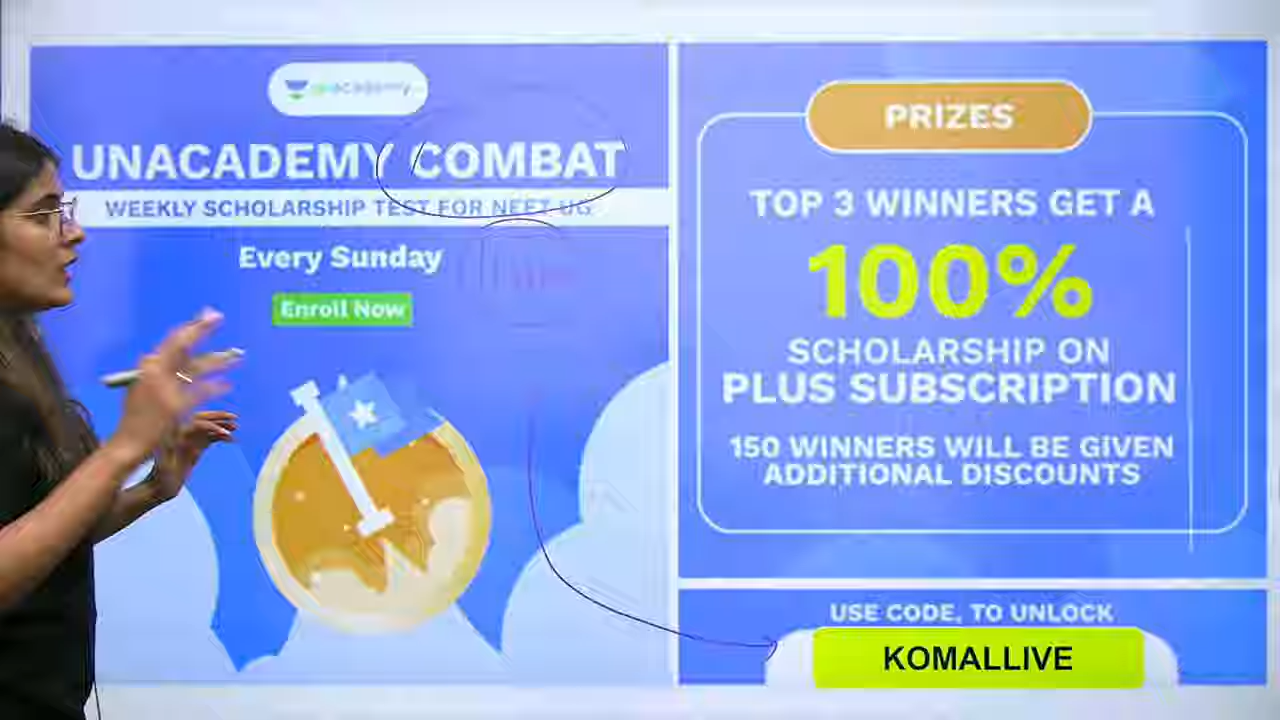 unacademy
UNACADEMY COMBAT
WEEKLY SCHOLARSHIP TEST FOR NEET UG
Every Sunday
Enroll Now
PRIZES
TOP 3 WINNERS GET A
100%
SCHOLARSHIP ON
PLUS SUBSCRIPTION
150 WINNERS WILL BE GIVEN
ADDITIONAL DISCOUNTS
USE CODE, TO UNLOCK
KOMALLIVE